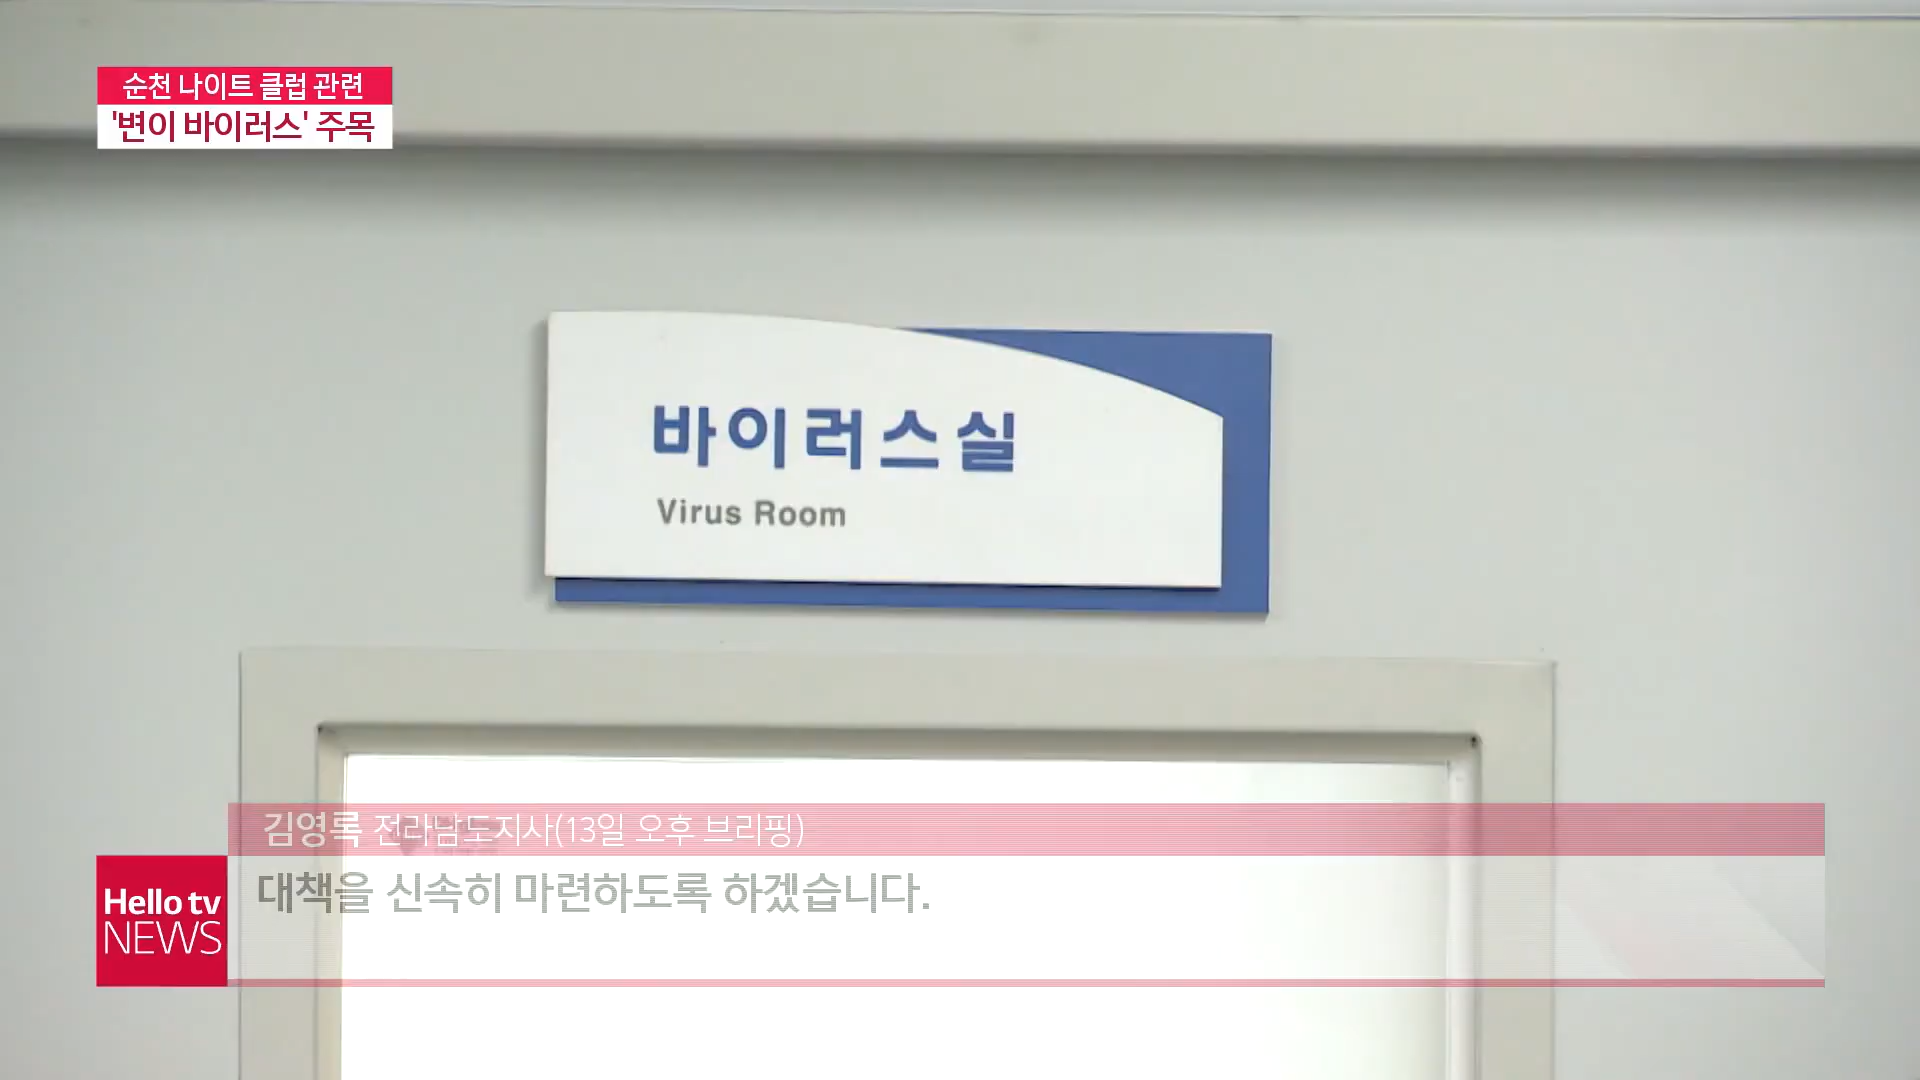 순천 나이트 클럽 관련
'변이 바이러스' 주목
바이러스실
Virus Room
김영록 전라남도지사(13일 오후 브리핑)
대책을 신속히 마련하도록 하겠습니다.
Hello tv
NEWS